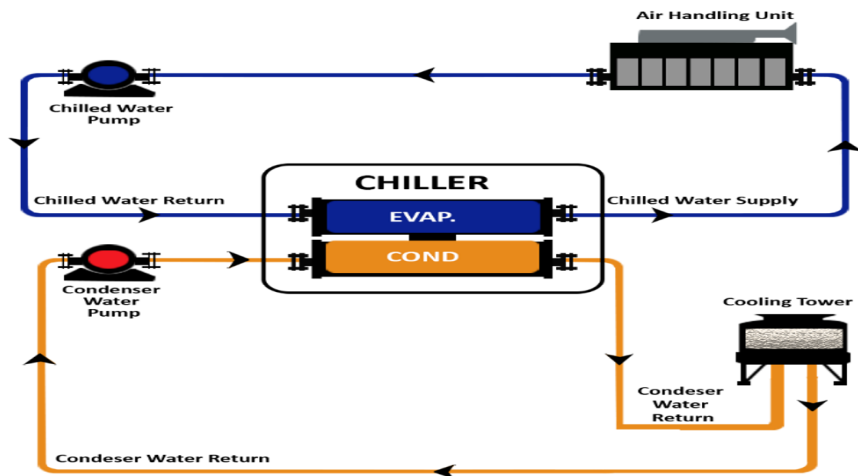 Air Handling Unit
Chilled Water
Pump
Chilled Water Return
CHILLER
Chilled Water Supply
EVAP.
COND
Condenser
Water
Pump
Cooling Tower
Condeser
Water
Return
Condeser Water Return